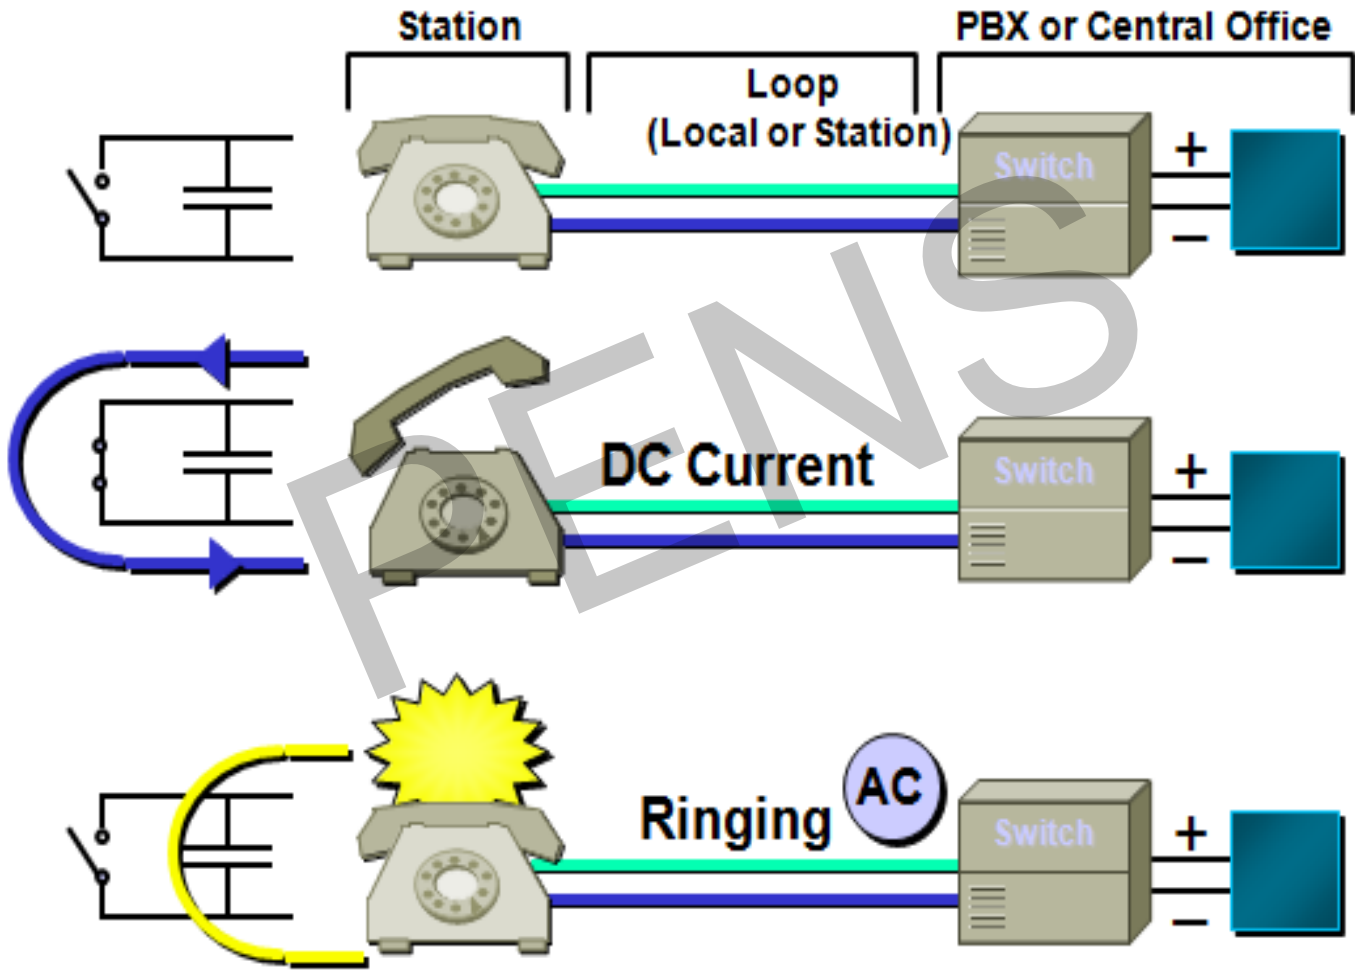 Station
PBX or Central Office
Loop
(Local or Station)
Switch
+
–
DC Current
Switch
+
–
Ringing
AC
Switch
+
–
PENS